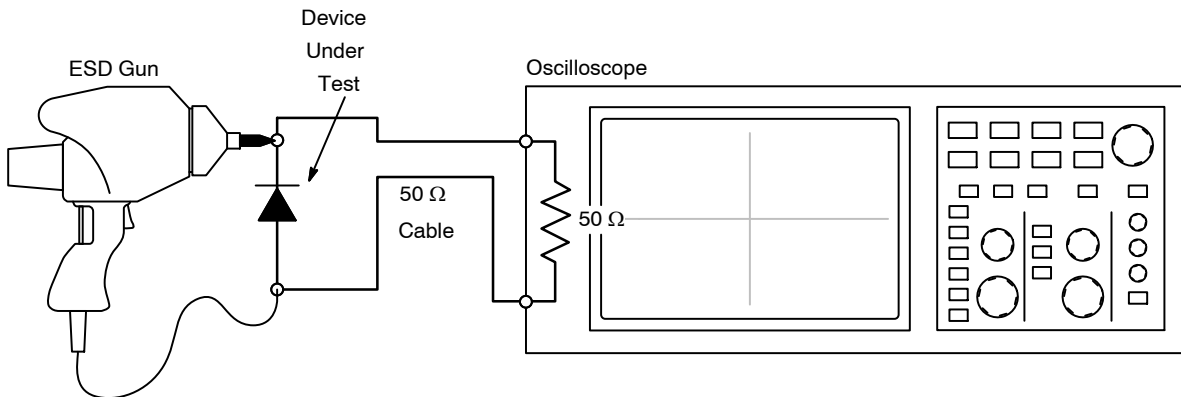 Device
Under
Test
ESD Gun
Oscilloscope
50 Ω
Cable
50 Ω